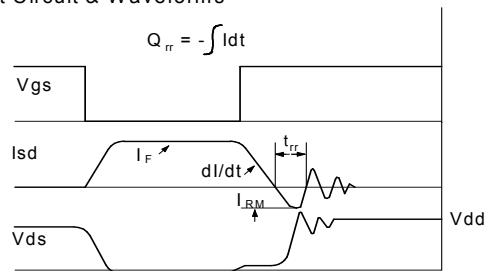 t Circuit & Waveforms
Q rr = - ∫ Idt
Vgs
Isd
I F
dI/dt
t rr
I RM
Vdd
Vds